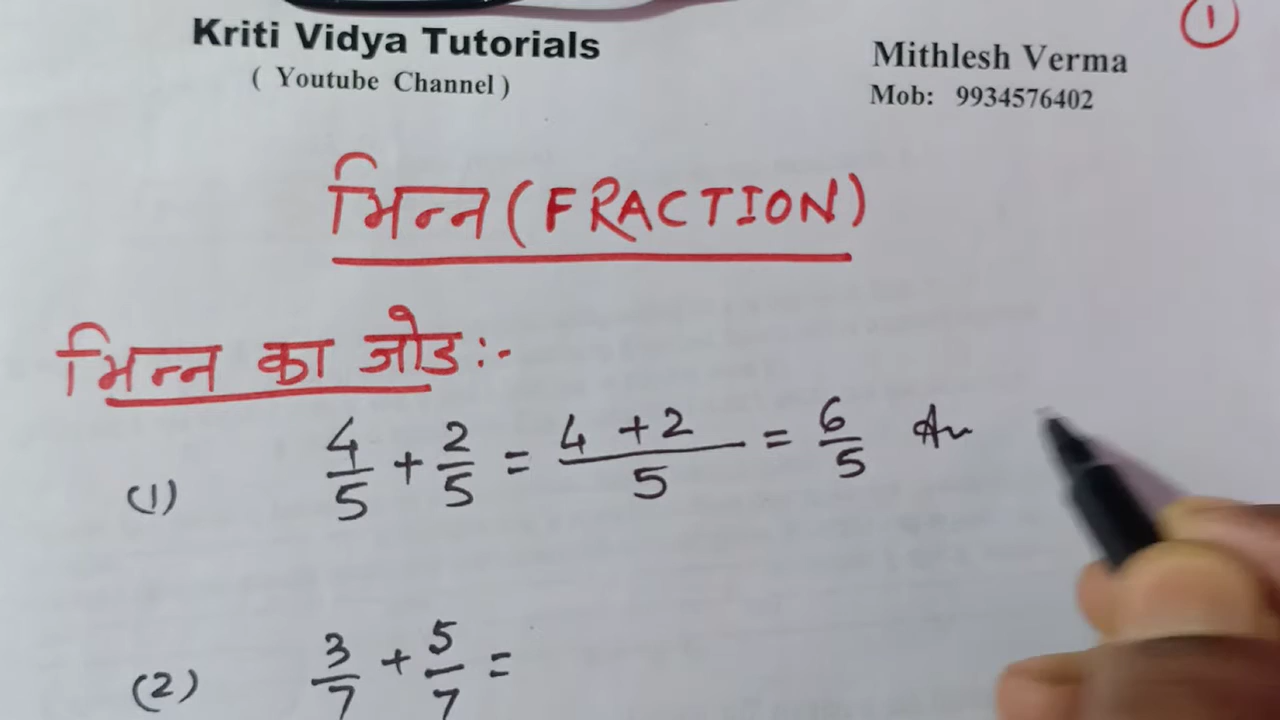 Kriti Vidya Tutorials
( Youtube Channel )
Mithlesh Verma
Mob: 9934576402
1
भिन्न (FRACTION)
भिन्न का जोड :-
(1) 4/5 + 2/5 = 4 + 2/5 = 6/5 An
(2) 3/7 + 5/7 =